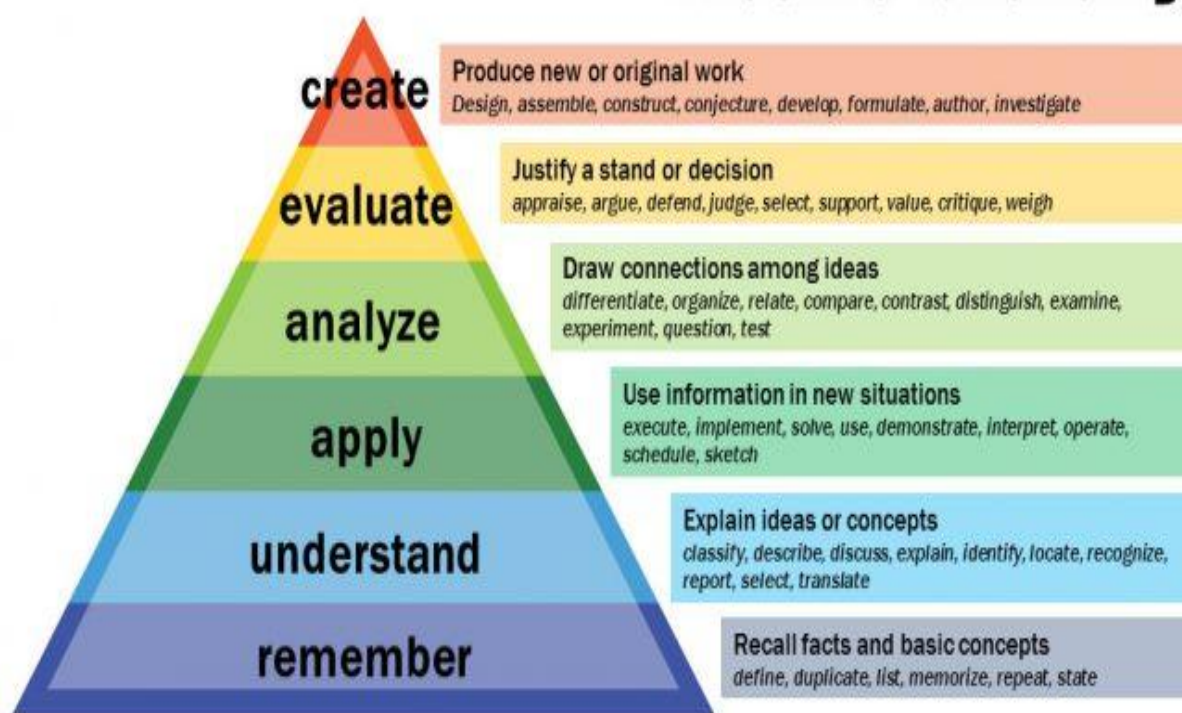 create
Produce new or original work
Design, assemble, construct, conjecture, develop, formulate, author, investigate
evaluate
Justify a stand or decision
appraise, argue, defend, judge, select, support, value, critique, weigh
analyze
Draw connections among ideas
differentiate, organize, relate, compare, contrast, distinguish, examine,
experiment, question, test
apply
Use information in new situations
execute, implement, solve, use, demonstrate, interpret, operate,
schedule, sketch
understand
Explain ideas or concepts
classify, describe, discuss, explain, identify, locate, recognize,
report, select, translate
remember
Recall facts and basic concepts
define, duplicate, list, memorize, repeat, state